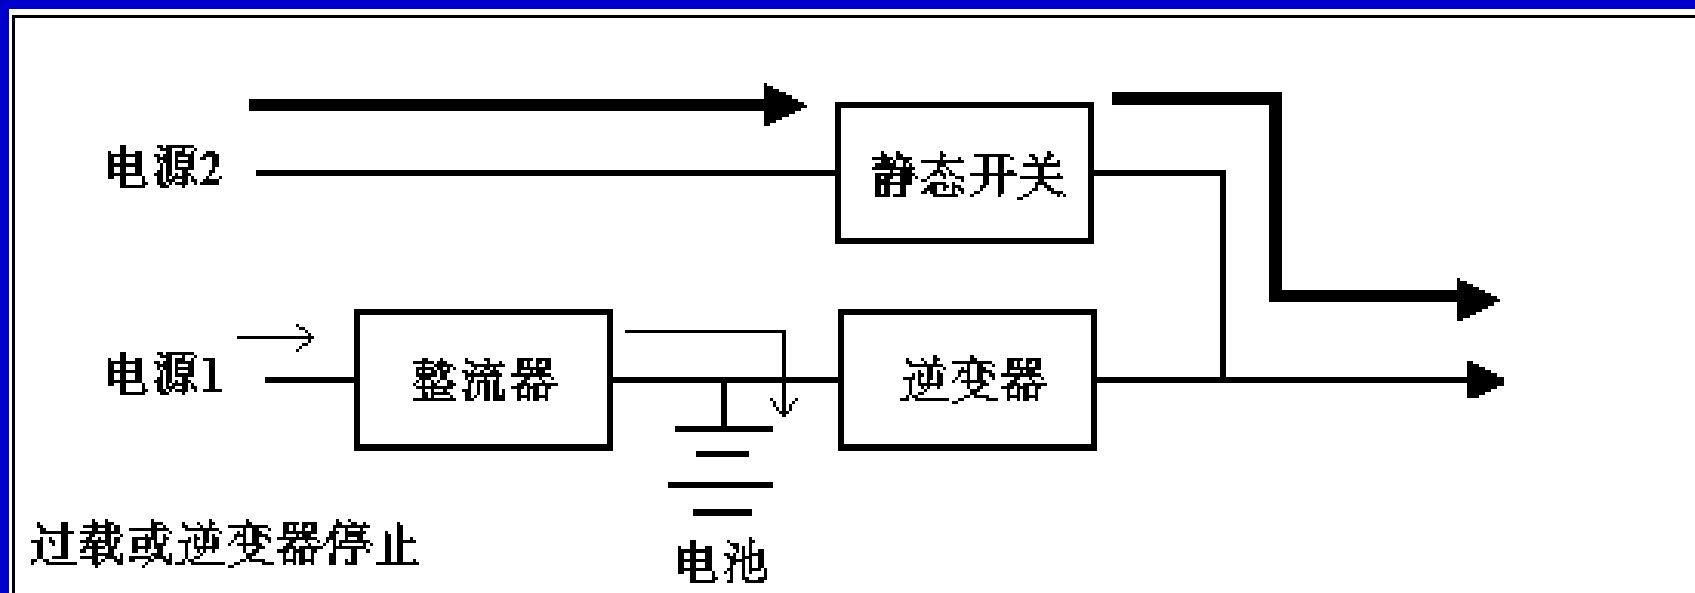 电源2
静态开关
电源1
整流器
逆变器
过载或逆变器停止
电池